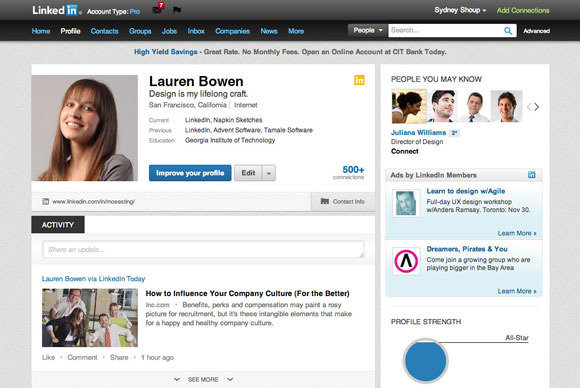 LinkedIn Account Type: Pro 7 Sydney Shoup Add Connections
Home Profile Contacts Groups Jobs Inbox Companies News More People Search... Advanced
High Yield Savings - Great Rate. No Monthly Fees. Open an Online Account at CIT Bank Today.
Lauren Bowen
Design is my lifelong craft.
San Francisco, California Internet
Current LinkedIn, Napkin Sketches
Previous LinkedIn, Advent Software, Tamale Software
Education Georgia Institute of Technology
Improve your profile Edit
500+
connections
www.linkedin.com/in/mosesting/ Contact Info
ACTIVITY
Share an update...
Lauren Bowen via LinkedIn Today
How to Influence Your Company Culture (For the Better)
Inc.com • Benefits, perks and compensation may paint a rosy
picture for recruitment, but it's these intangible elements that make
for a happy and healthy company culture.
Like • Comment • Share • 1 hour ago
SEE MORE
PEOPLE YOU MAY KNOW
Juliana Williams 2nd
Director of Design
Connect
Ads by LinkedIn Members
Learn to design w/Agile
Full-day UX design workshop
w/Anders Ramsay. Toronto: Nov 30.
Learn More »
Dreamers, Pirates & You
Come join a growing group who are
playing bigger in the Bay Area
Learn More »
PROFILE STRENGTH
All-Star